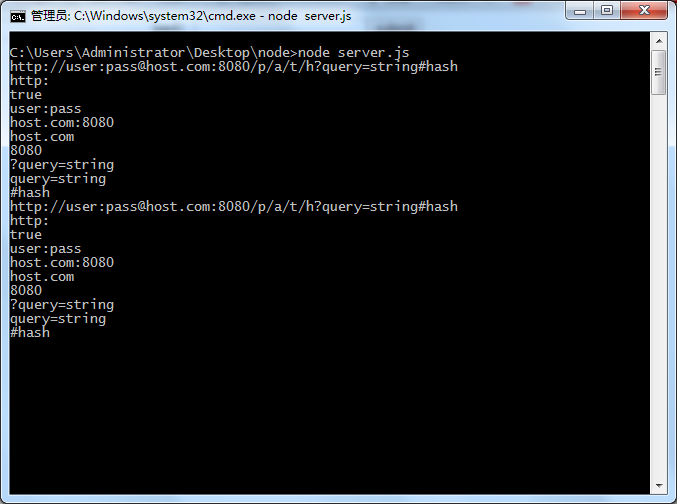 管理员: C:\Windows\system32\cmd.exe - node  server.js
C:\Users\Administrator\Desktop\node>node server.js
http://user:pass@host.com:8080/p/a/t/h?query=string#hash
http:
true
user:pass
host.com:8080
host.com
8080
?query=string
query=string
#hash
http://user:pass@host.com:8080/p/a/t/h?query=string#hash
http:
true
user:pass
host.com:8080
host.com
8080
?query=string
query=string
#hash